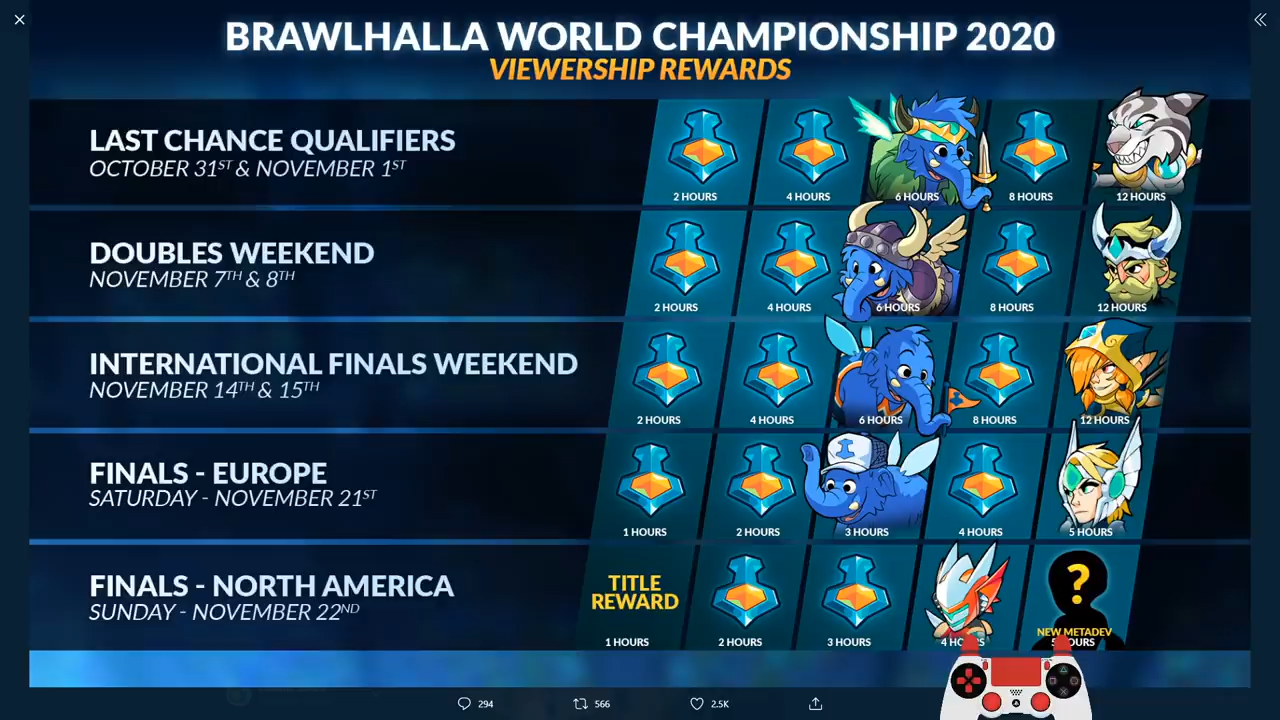 BRAWLHALLA WORLD CHAMPIONSHIP 2020
VIEWERSHIP REWARDS
LAST CHANCE QUALIFIERS
OCTOBER 31ST & NOVEMBER 1ST
2 HOURS 4 HOURS 6 HOURS 8 HOURS 12 HOURS
DOUBLES WEEKEND
NOVEMBER 7TH & 8TH
2 HOURS 4 HOURS 6 HOURS 8 HOURS 12 HOURS
INTERNATIONAL FINALS WEEKEND
NOVEMBER 14TH & 15TH
2 HOURS 4 HOURS 6 HOURS 8 HOURS 12 HOURS
FINALS - EUROPE
SATURDAY - NOVEMBER 21ST
1 HOURS 2 HOURS 3 HOURS 4 HOURS 5 HOURS
FINALS - NORTH AMERICA
SUNDAY - NOVEMBER 22ND
TITLE
REWARD
?
NEW METADEV
1 HOURS 2 HOURS 3 HOURS 4 HOURS 5 HOURS
294 566 2.5K